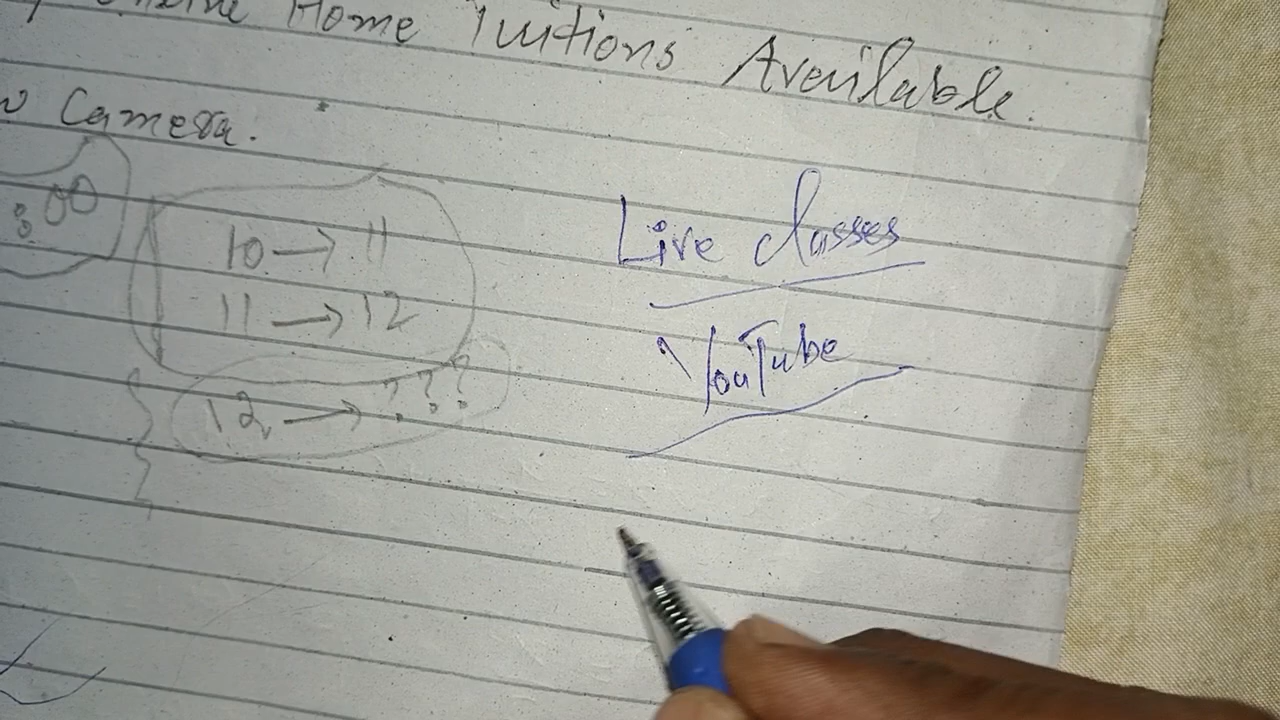 Home Tuitions Available.
Camera.
:00
10 → 11
11 → 12
12 → ???
Live classes
YouTube